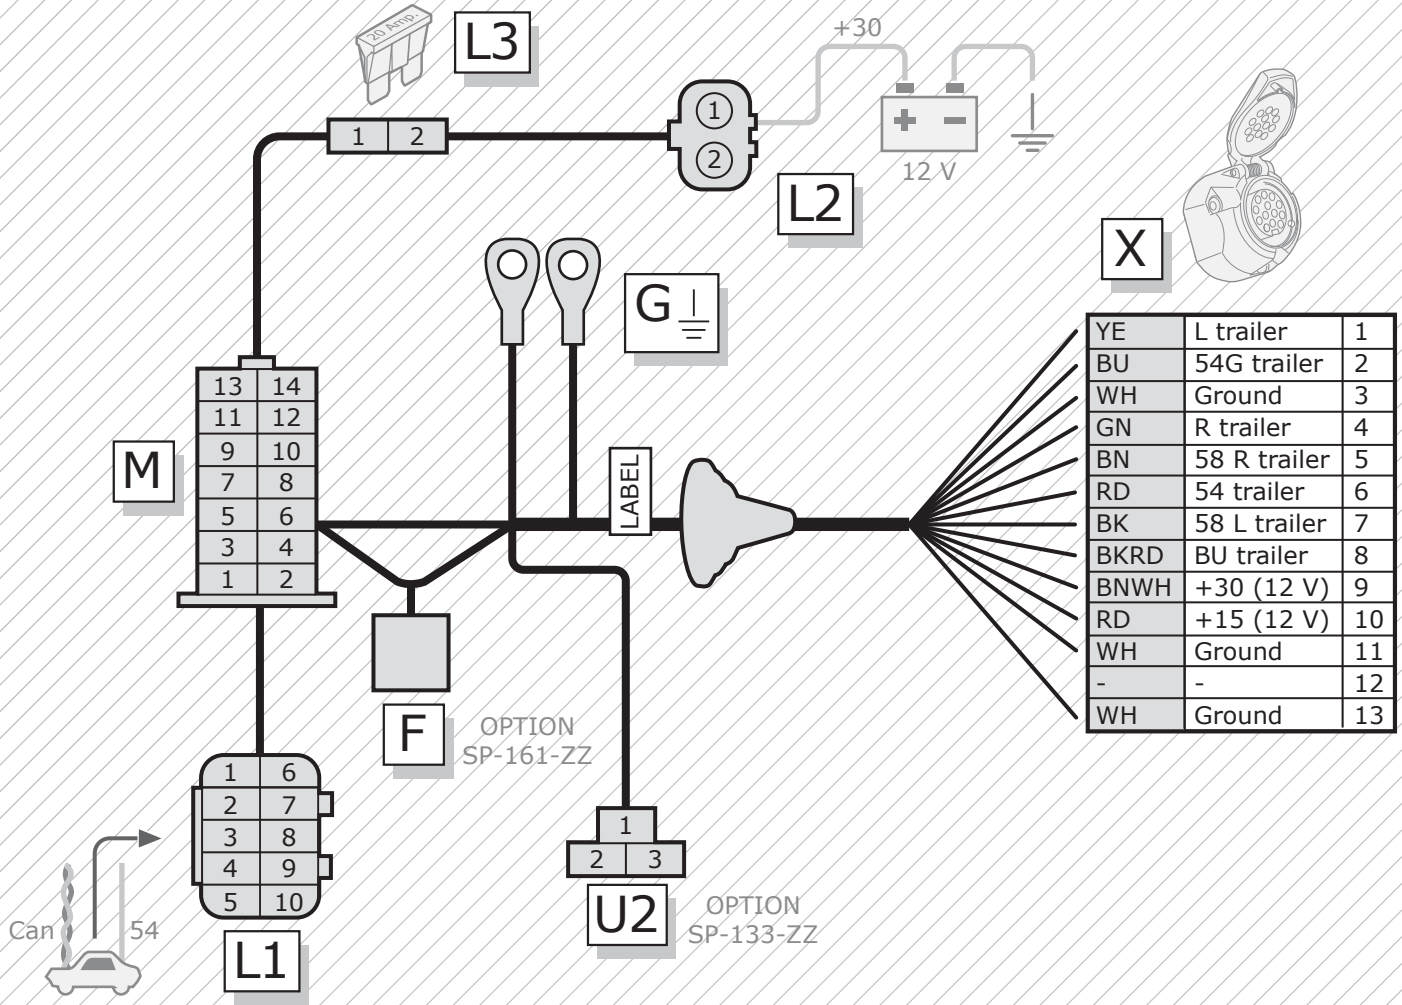 20 Amp.
L3
+30
1 2
1
2
+ -
12 V
L2
X
G
YE L trailer 1
BU 54G trailer 2
WH Ground 3
GN R trailer 4
BN 58 R trailer 5
RD 54 trailer 6
BK 58 L trailer 7
BKRD BU trailer 8
BNWH +30 (12 V) 9
RD +15 (12 V) 10
WH Ground 11
- - 12
WH Ground 13
M
13 14
11 12
9 10
7 8
5 6
3 4
1 2
LABEL
F
OPTION
SP-161-ZZ
1 6
2 7
3 8
4 9
5 10
L1
Can
54
1
2 3
U2
OPTION
SP-133-ZZ